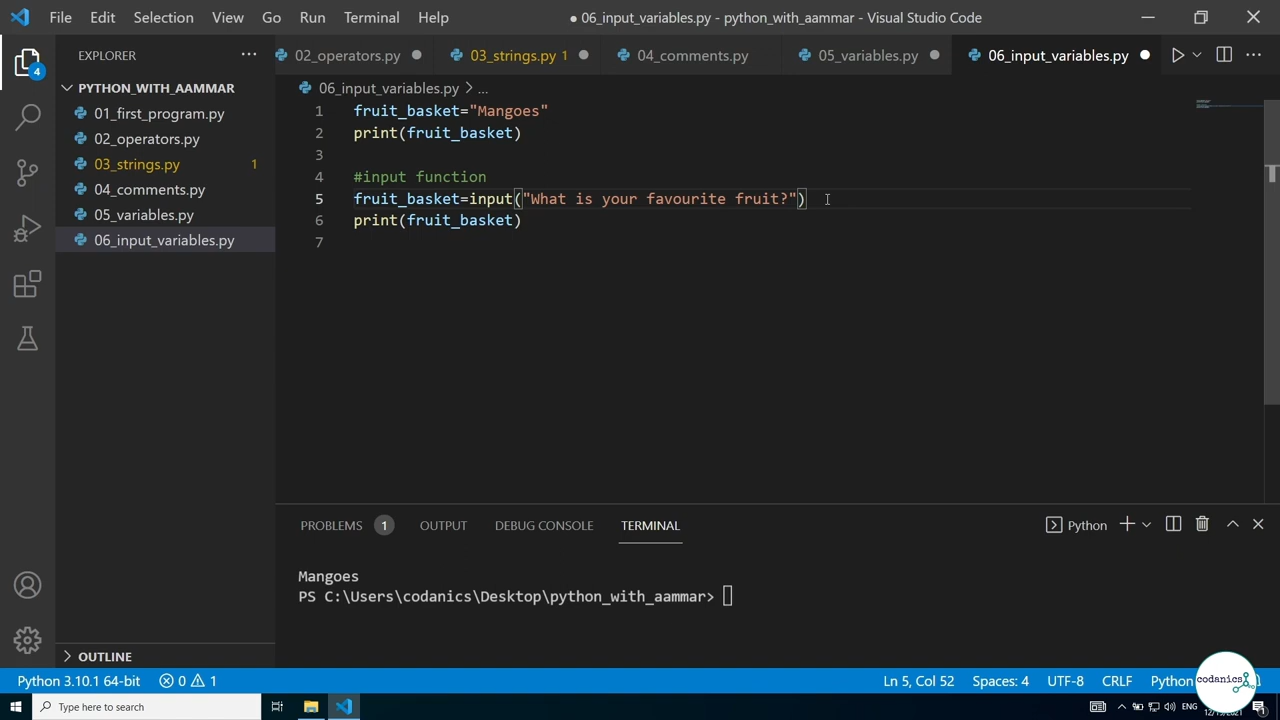 File Edit Selection View Go Run Terminal Help
● 06_input_variables.py - python_with_aammar - Visual Studio Code
EXPLORER
02_operators.py
03_strings.py 1
04_comments.py
05_variables.py
06_input_variables.py
4
PYTHON_WITH_AAMMAR
01_first_program.py
02_operators.py
03_strings.py 1
04_comments.py
05_variables.py
06_input_variables.py
06_input_variables.py > ...
1 fruit_basket="Mangoes"
2 print(fruit_basket)
3
4 #input function
5 fruit_basket=input("What is your favourite fruit?")
6 print(fruit_basket)
7
PROBLEMS 1 OUTPUT DEBUG CONSOLE TERMINAL
Python
Mangoes
PS C:\Users\codanics\Desktop\python_with_aammar>
OUTLINE
Python 3.10.1 64-bit 0 1
Ln 5, Col 52 Spaces: 4 UTF-8 CRLF Python
codanics
Type here to search
ENG
1